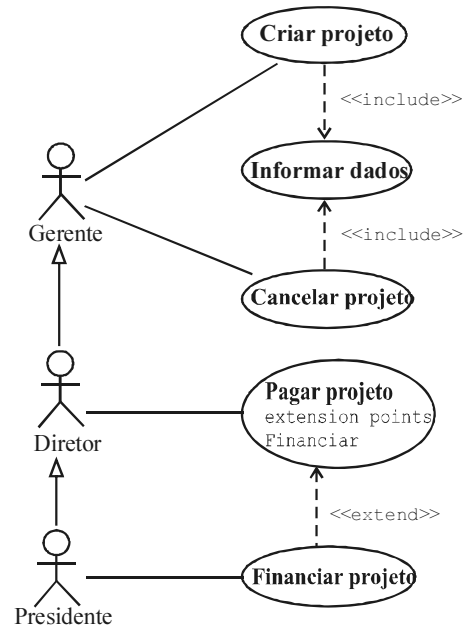 Criar projeto
<<include>>
Informar dados
Gerente
<<include>>
Cancelar projeto
Pagar projeto
extension points
Financiar
Diretor
<<extend>>
Financiar projeto
Presidente